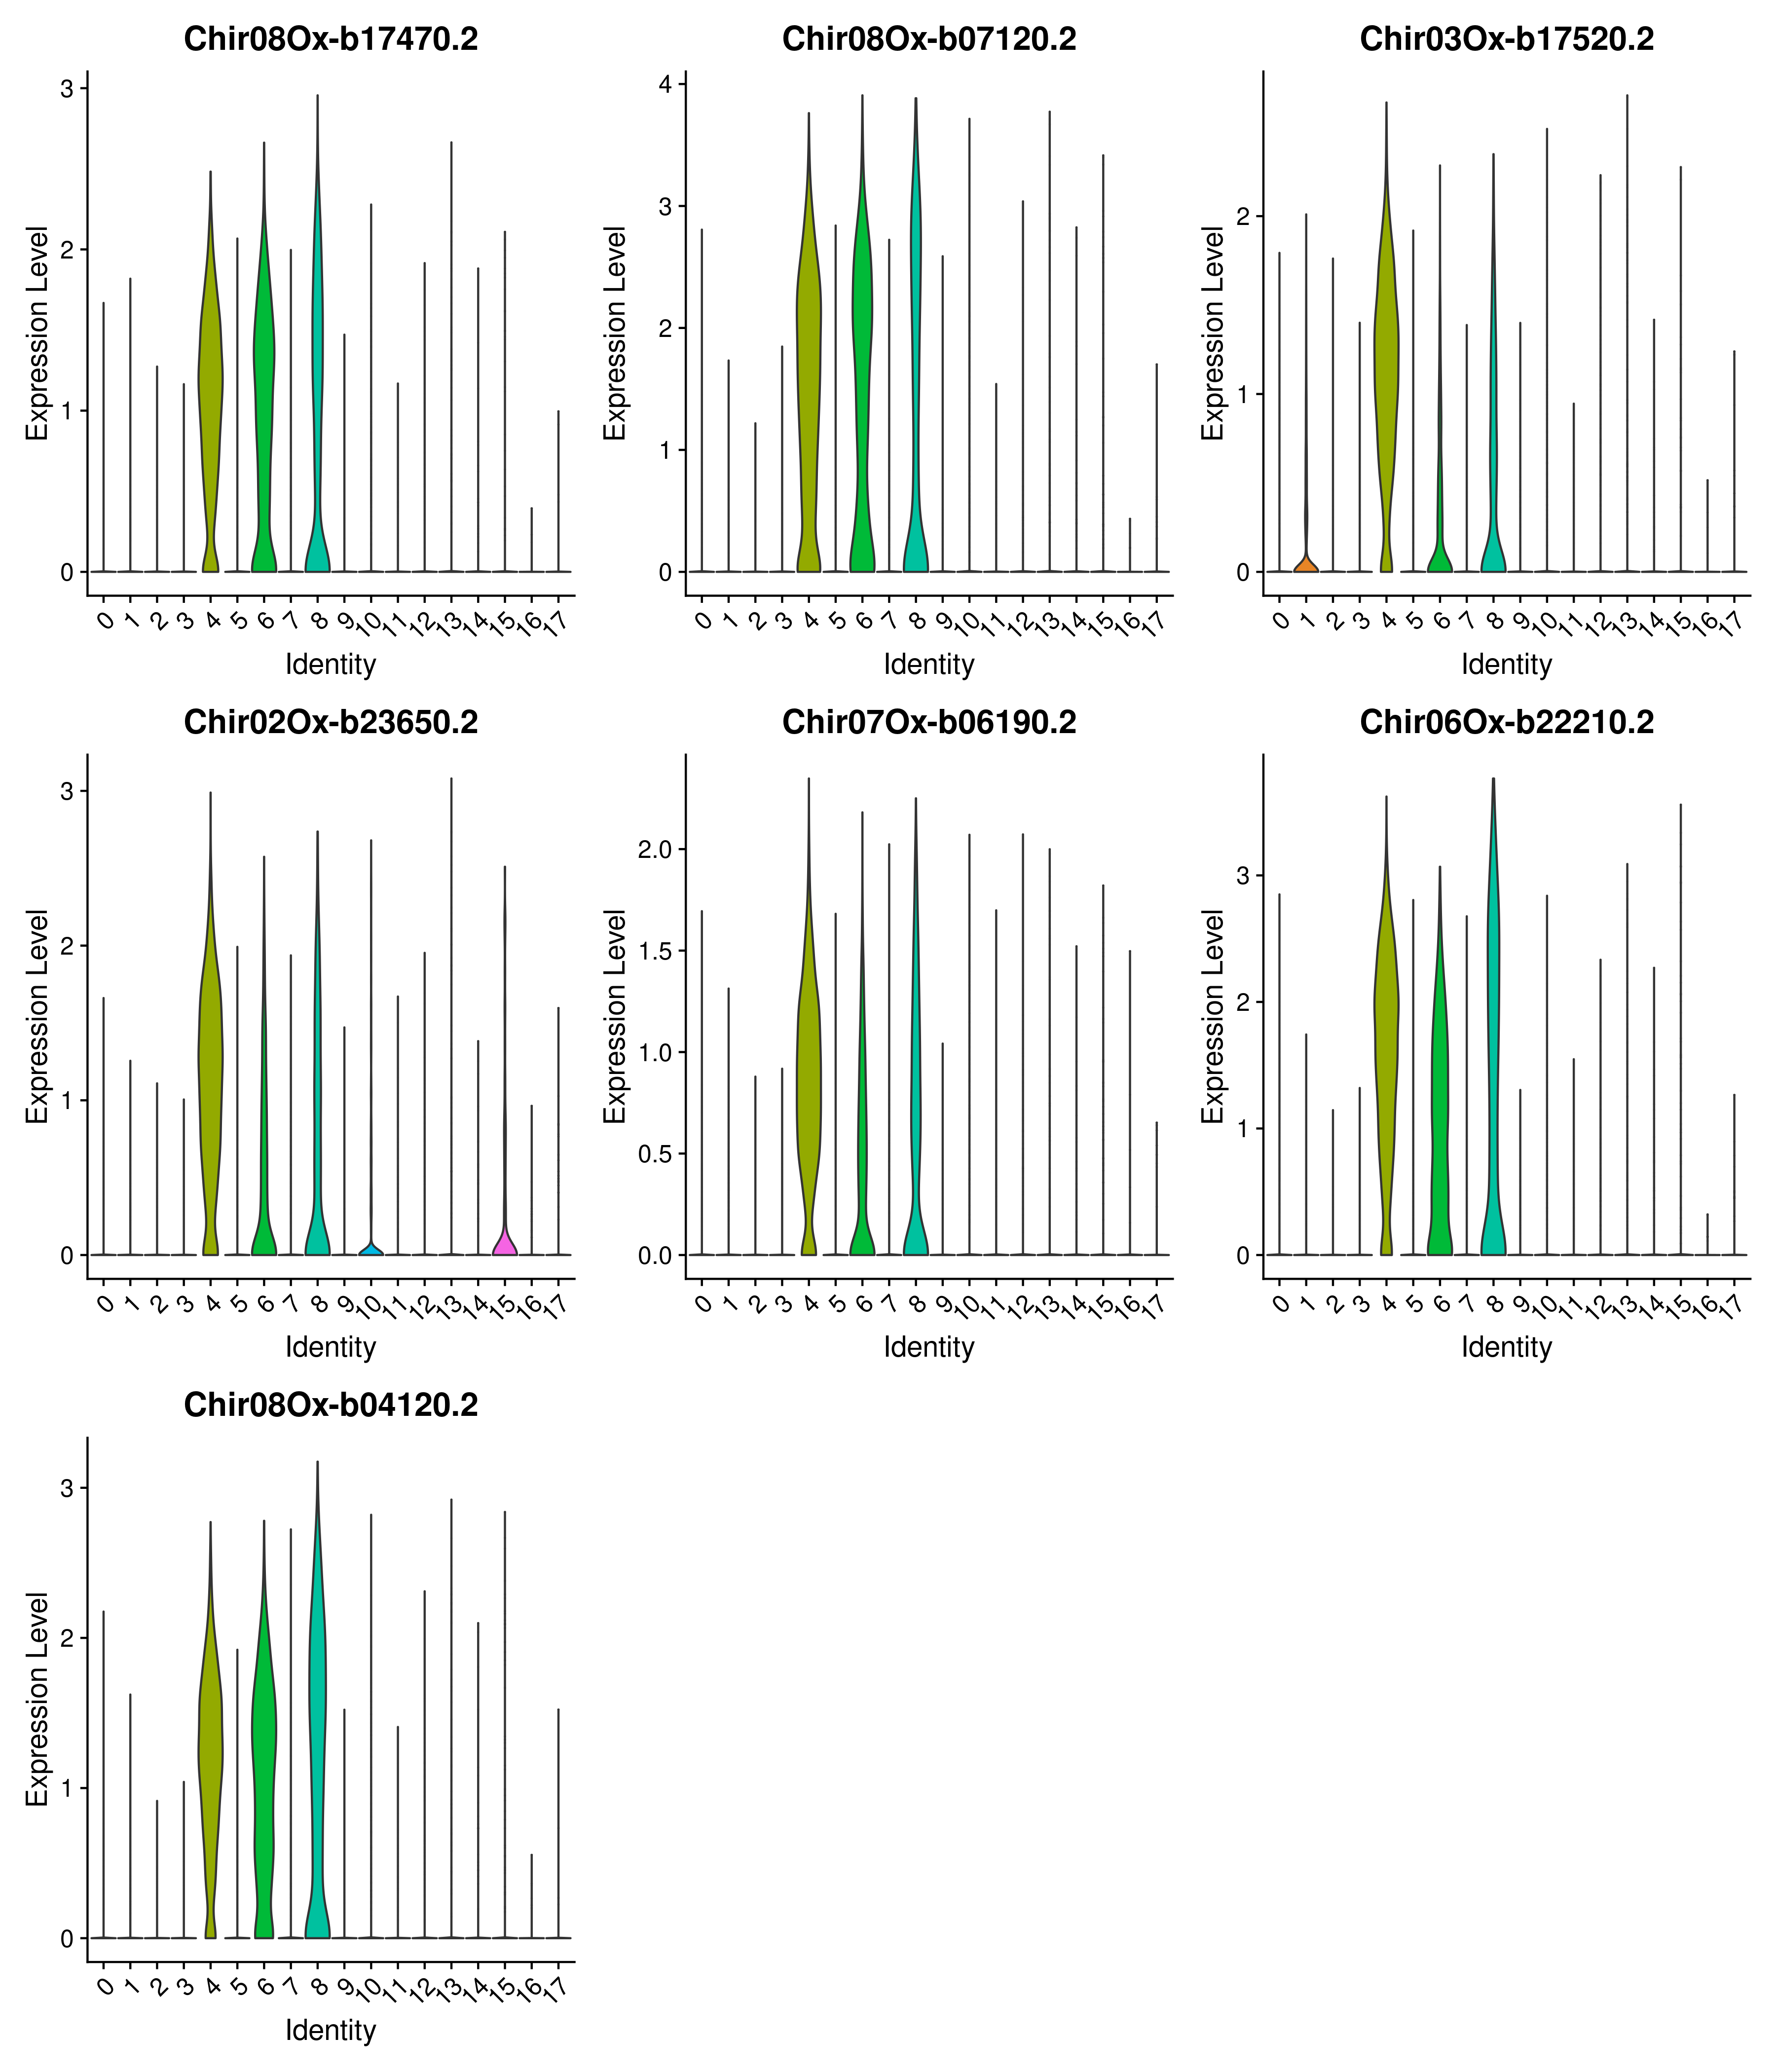 Chir08Ox-b17470.2
Expression Level
3
2
1
0
0 1 2 3 4 5 6 7 8 9 10 11 12 13 14 15 16 17
Identity
Chir08Ox-b07120.2
Expression Level
4
3
2
1
0
0 1 2 3 4 5 6 7 8 9 10 11 12 13 14 15 16 17
Identity
Chir03Ox-b17520.2
Expression Level
2
1
0
0 1 2 3 4 5 6 7 8 9 10 11 12 13 14 15 16 17
Identity
Chir02Ox-b23650.2
Expression Level
3
2
1
0
0 1 2 3 4 5 6 7 8 9 10 11 12 13 14 15 16 17
Identity
Chir07Ox-b06190.2
Expression Level
2.0
1.5
1.0
0.5
0.0
0 1 2 3 4 5 6 7 8 9 10 11 12 13 14 15 16 17
Identity
Chir06Ox-b22210.2
Expression Level
3
2
1
0
0 1 2 3 4 5 6 7 8 9 10 11 12 13 14 15 16 17
Identity
Chir08Ox-b04120.2
Expression Level
3
2
1
0
0 1 2 3 4 5 6 7 8 9 10 11 12 13 14 15 16 17
Identity